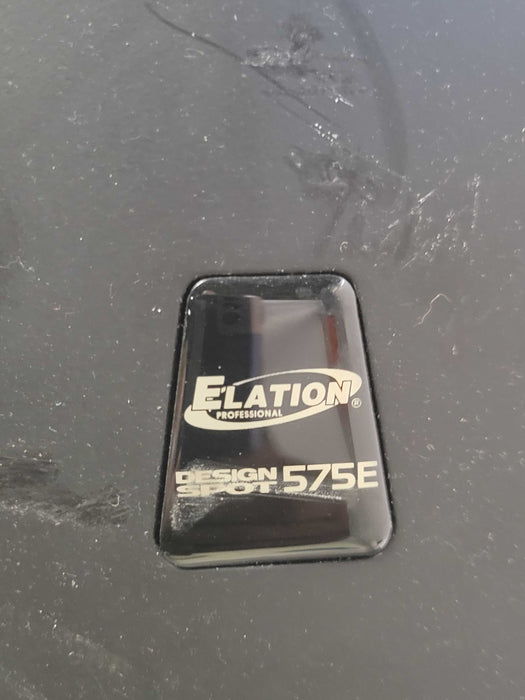 ELATION®
PROFESSIONAL
DESIGN
SPOT 575E